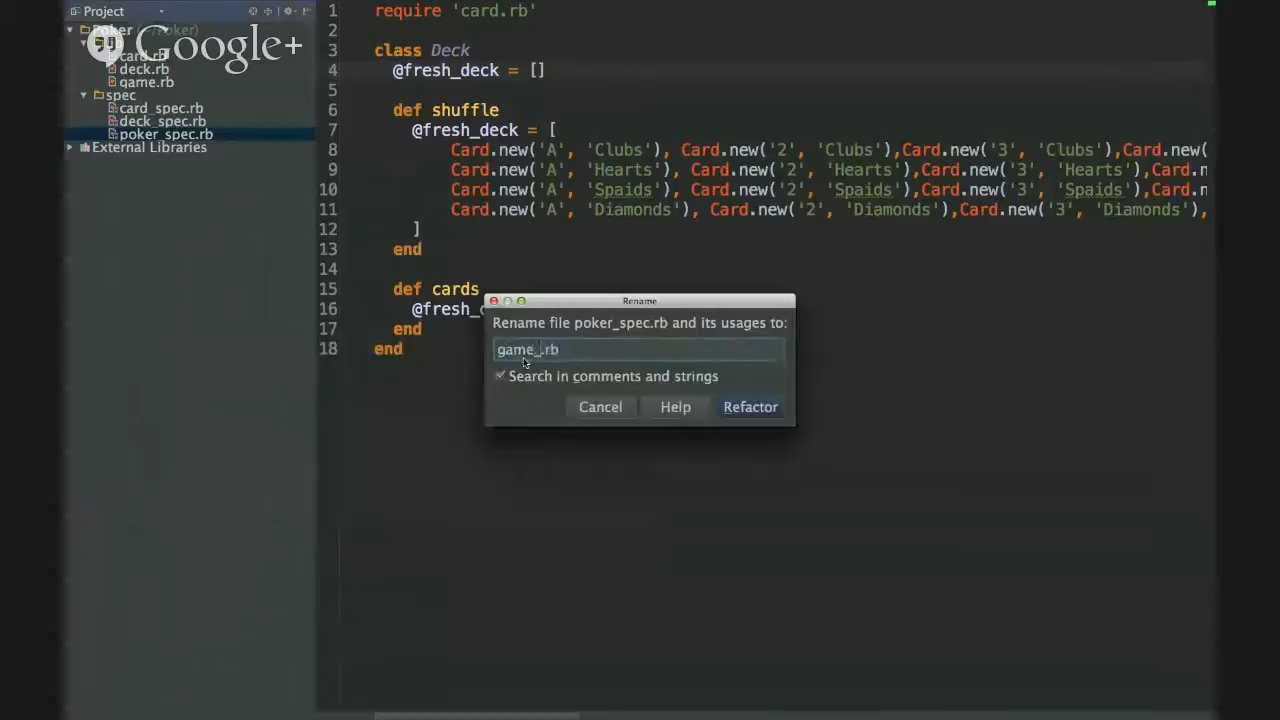 Project
Poker (~/Poker)
Google+
card.rb
deck.rb
game.rb
spec
card_spec.rb
deck_spec.rb
poker_spec.rb
External Libraries
1 require 'card.rb'
2
3 class Deck
4 @fresh_deck = []
5
6 def shuffle
7 @fresh_deck = [
8 Card.new('A', 'Clubs'), Card.new('2', 'Clubs'),Card.new('3', 'Clubs'),Card.new(
9 Card.new('A', 'Hearts'), Card.new('2', 'Hearts'),Card.new('3', 'Hearts'),Card.n
10 Card.new('A', 'Spaids'), Card.new('2', 'Spaids'),Card.new('3', 'Spaids'),Card.n
11 Card.new('A', 'Diamonds'), Card.new('2', 'Diamonds'),Card.new('3', 'Diamonds'),
12 ]
13 end
14
15 def cards
16 @fresh_
17 end
18 end
Rename
Rename file poker_spec.rb and its usages to:
game_.rb
Search in comments and strings
Cancel Help Refactor